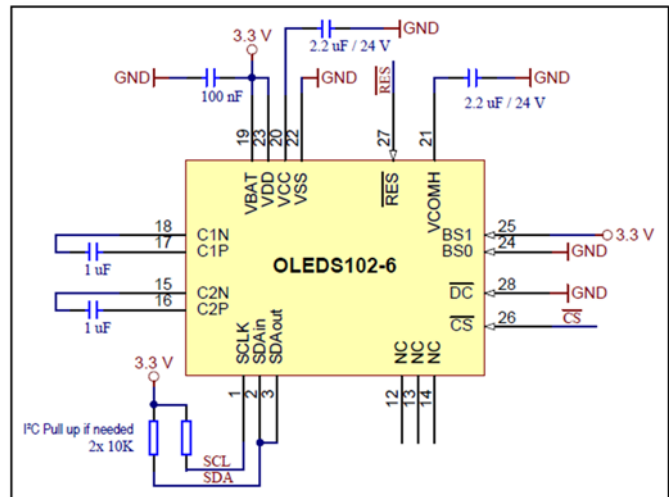 3.3 V
GND
2.2 uF / 24 V
GND
100 nF
GND
RES
2.2 uF / 24 V
GND
19
23
20
22
27
21
VBAT
VDD
VCC
VSS
RES
VCOMH
18
C1N
17
C1P
1 uF
15
C2N
16
C2P
1 uF
OLEDS102-6
BS1
25
3.3 V
BS0
24
GND
DC
28
GND
CS
26
CS
SCLK
SDAin
SDAout
NC
NC
NC
1
2
3
12
13
14
3.3 V
I²C Pull up if needed
2x 10K
SCL
SDA